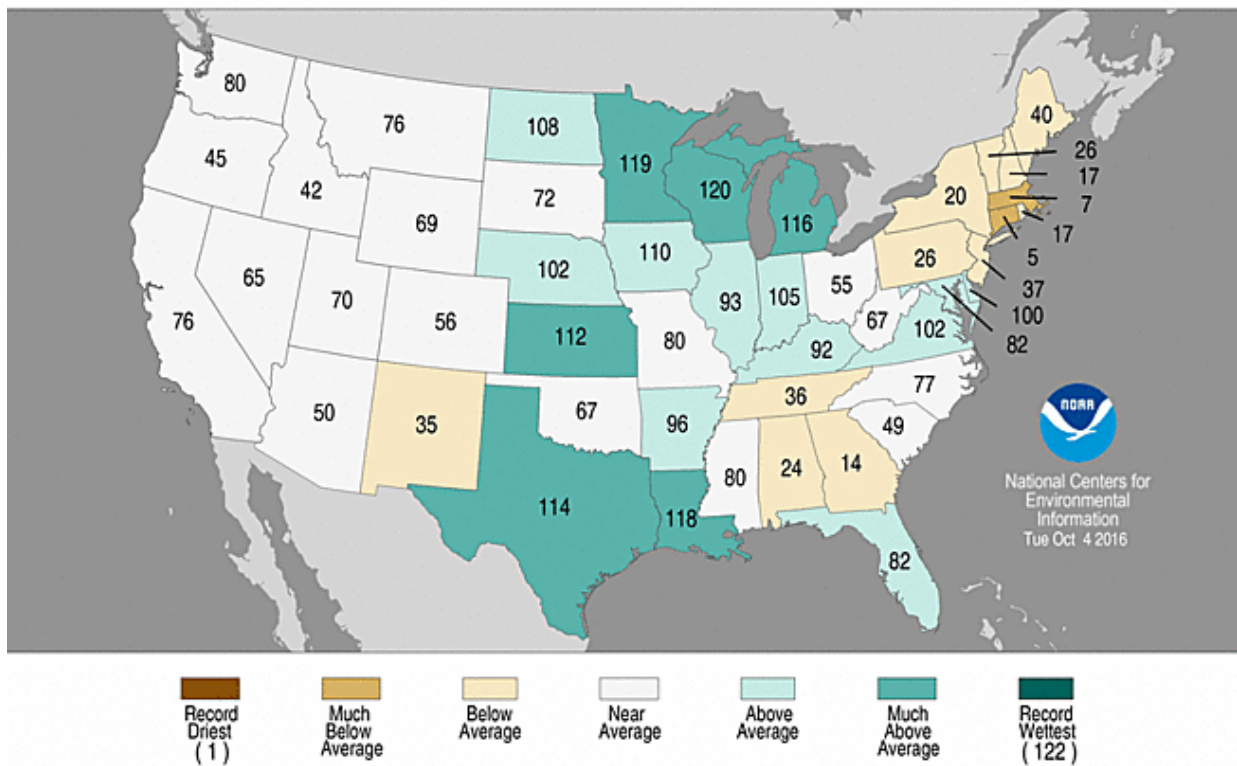 80
76
108
119
40
45
42
72
120
26
17
20
7
69
116
17
65
102
110
26
5
70
93
105
55
37
76
56
67
100
102
82
112
80
92
77
50
35
67
36
96
49
80
24
14
114
118
82
NOAA
National Centers for
Environmental
Information
Tue Oct 4 2016
Record
Driest
(1)
Much
Below
Average
Below
Average
Near
Average
Above
Average
Much
Above
Average
Record
Wettest
(122)